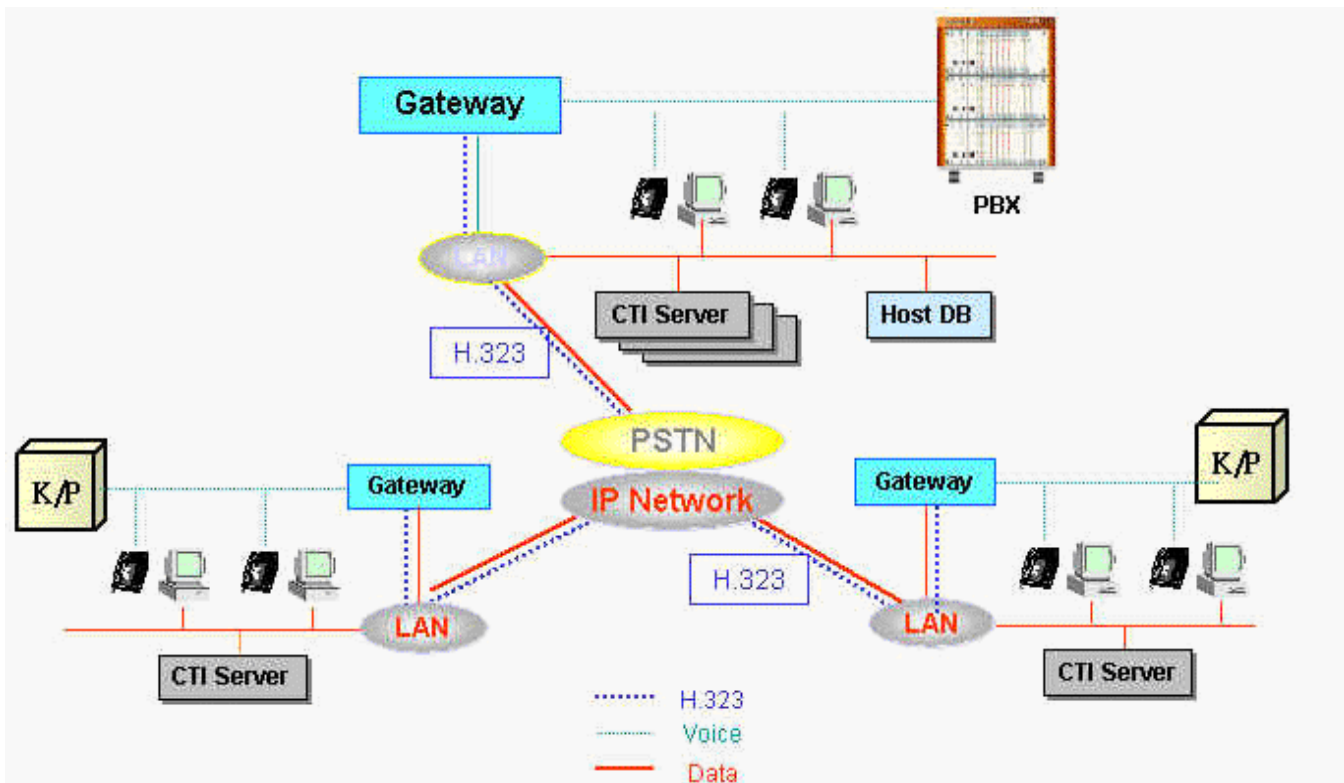 Gateway
PBX
LAN
CTI Server
Host DB
H.323
PSTN
K/P
Gateway
IP Network
Gateway
K/P
H.323
LAN
LAN
CTI Server
CTI Server
H.323
Voice
Data